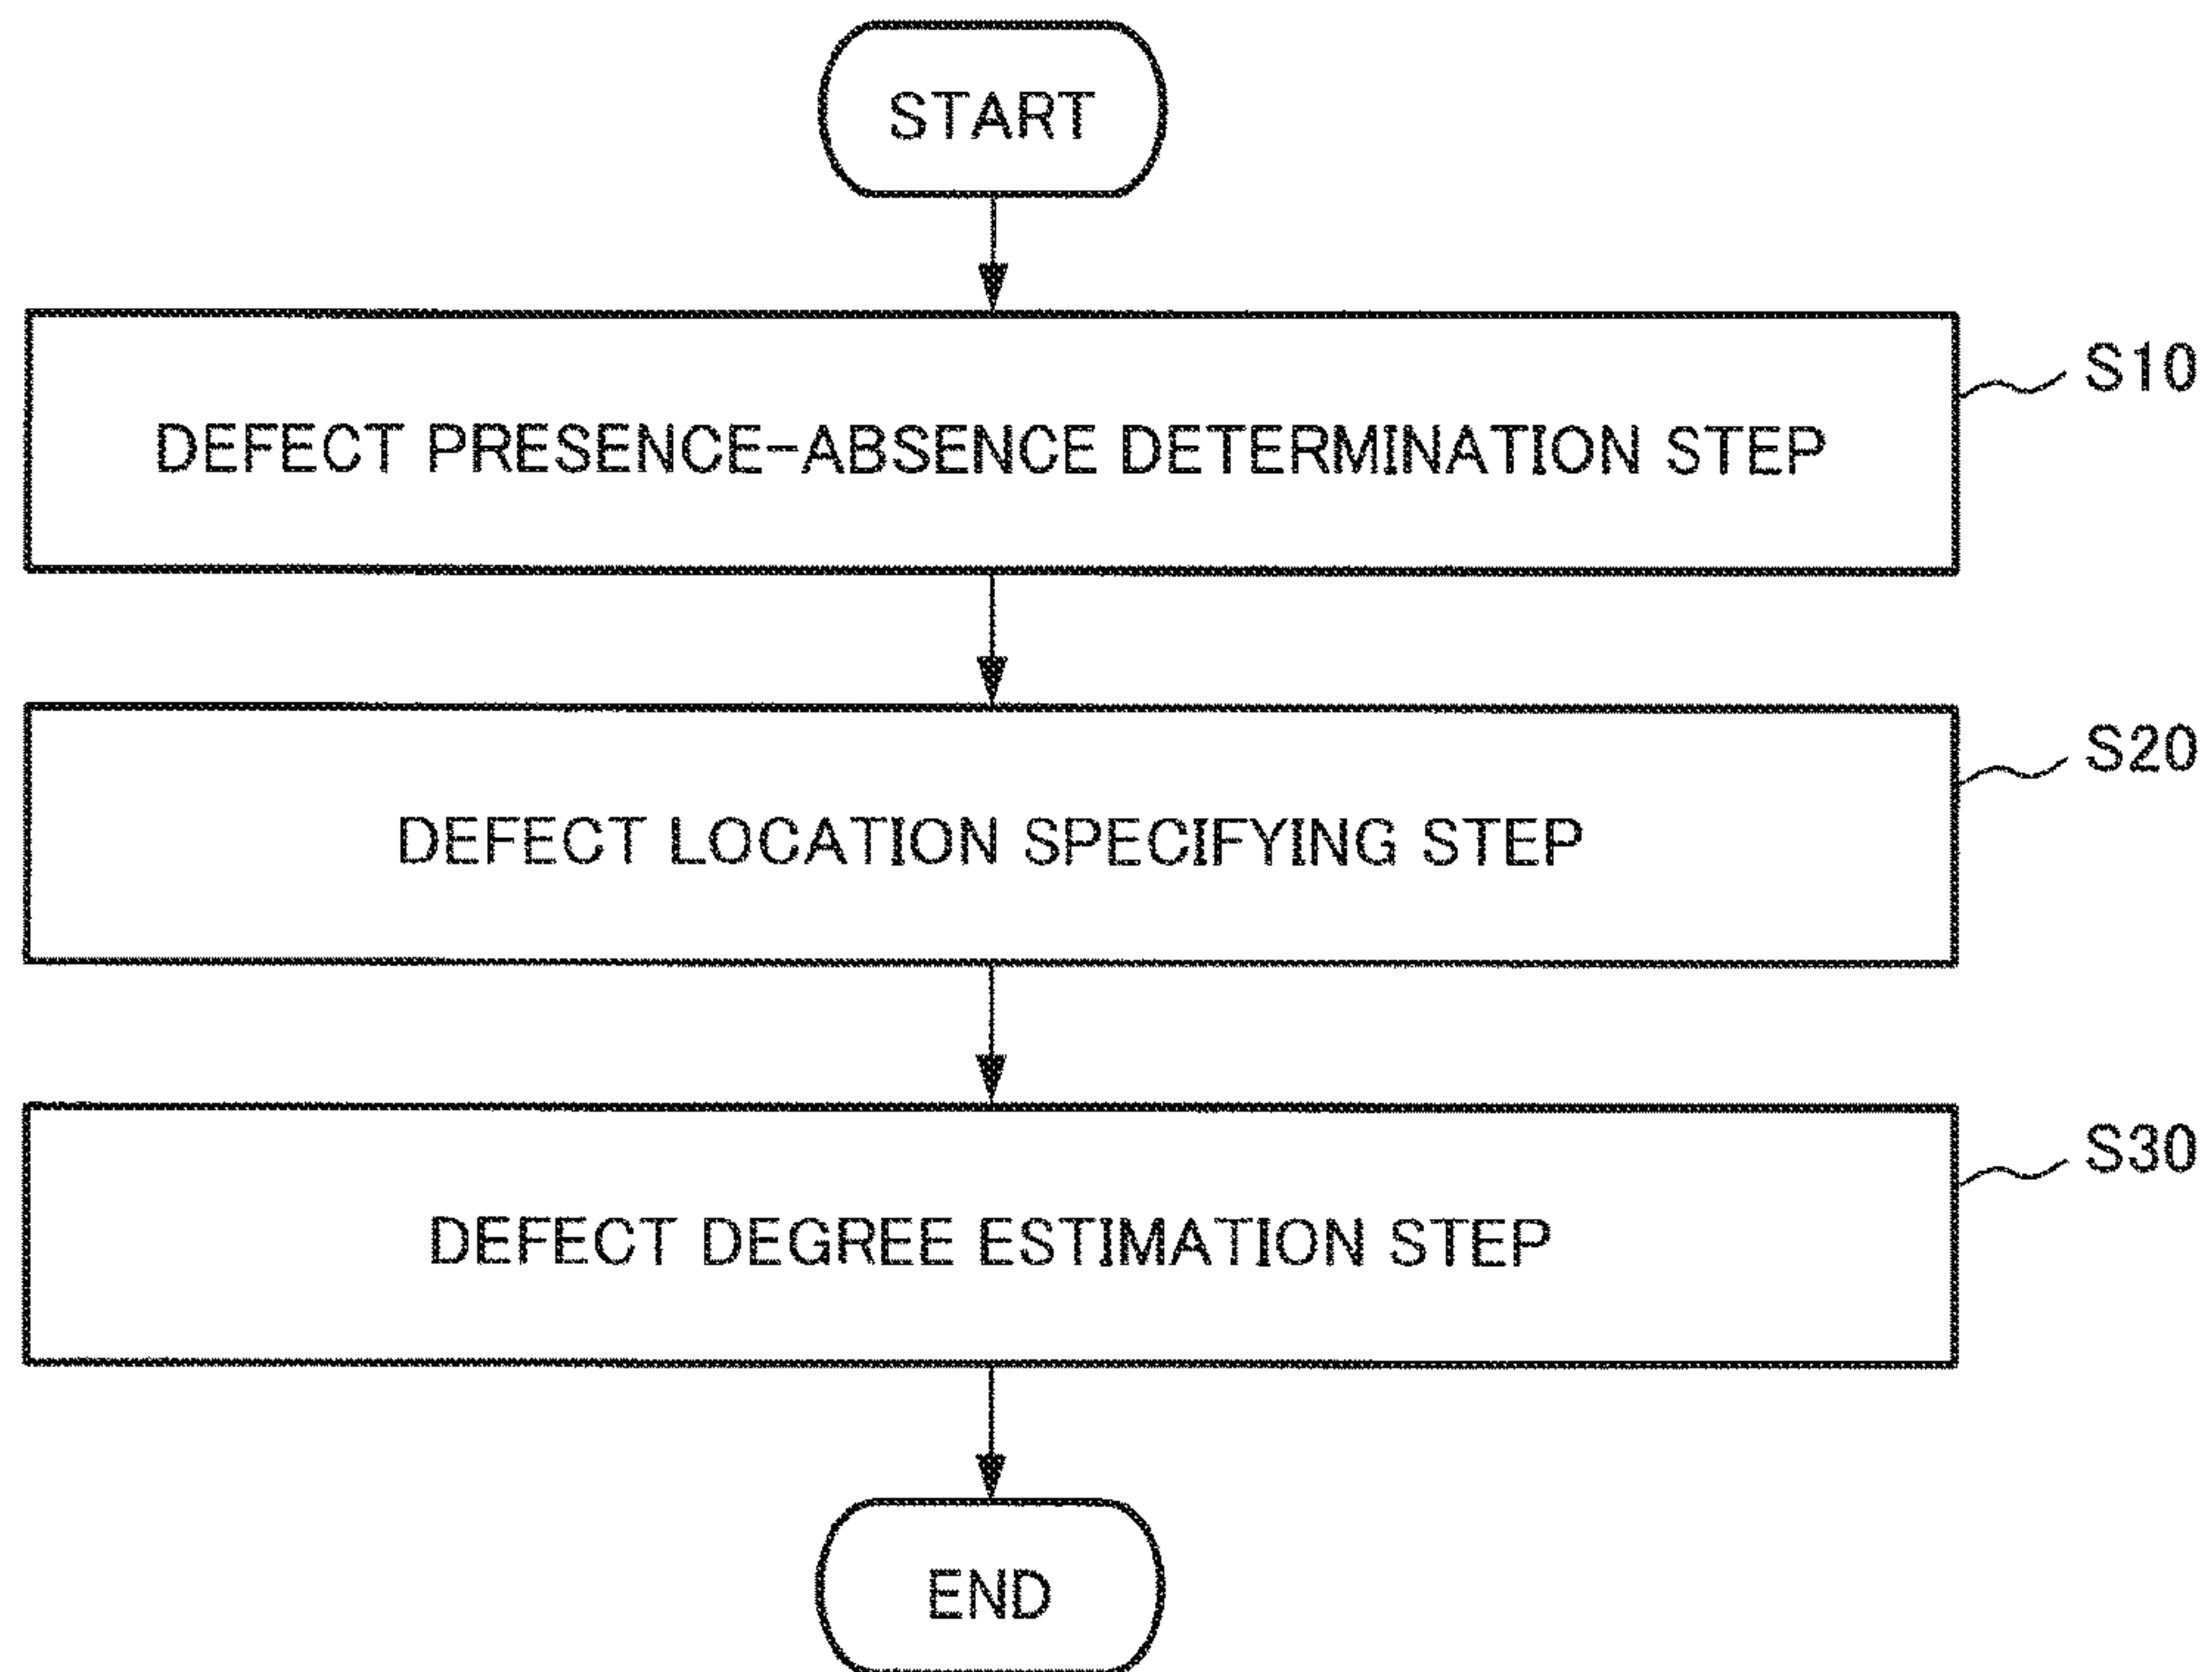 START
DEFECT PRESENCE-ABSENCE DETERMINATION STEP
S10
DEFECT LOCATION SPECIFYING STEP
S20
DEFECT DEGREE ESTIMATION STEP
S30
END